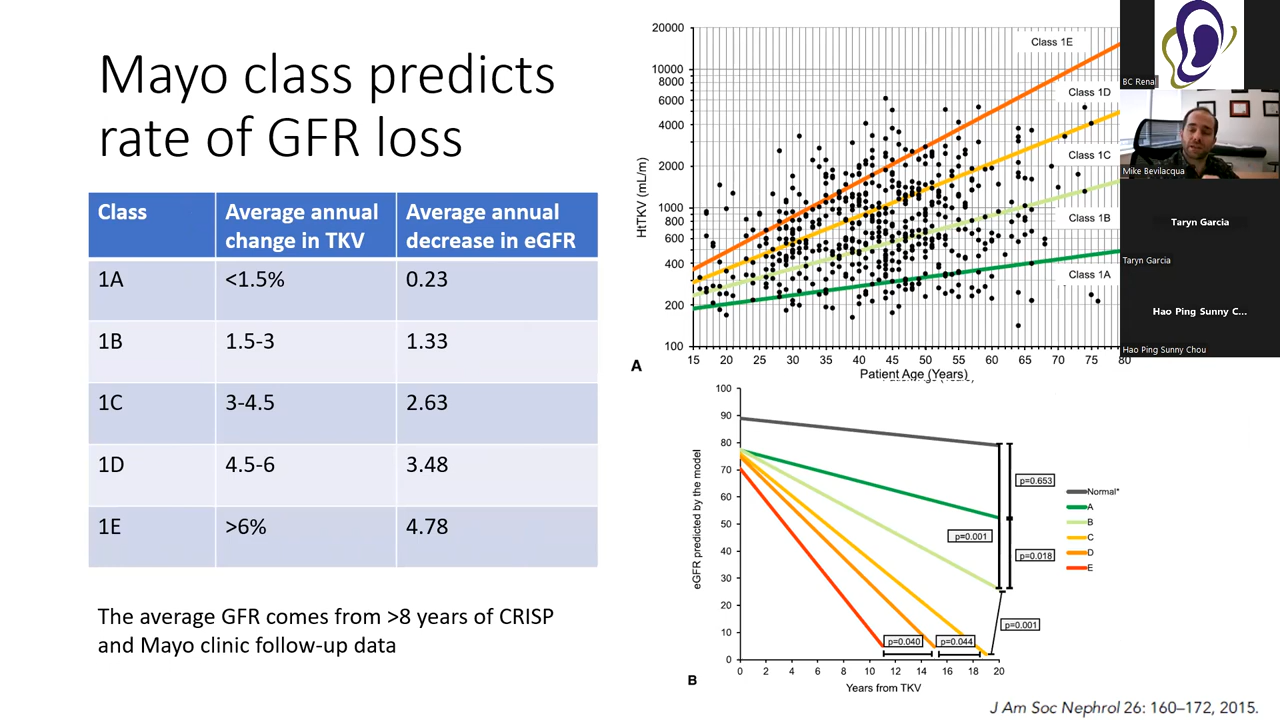 Mayo class predicts
rate of GFR loss
Class
Average annual
change in TKV
Average annual
decrease in eGFR
1A
<1.5%
0.23
1B
1.5-3
1.33
1C
3-4.5
2.63
1D
4.5-6
3.48
1E
>6%
4.78
The average GFR comes from >8 years of CRISP
and Mayo clinic follow-up data
HtTKV (mL/m)
20000
10000
8000
6000
4000
2000
1000
800
600
400
200
100
Class 1E
Class 1D
Class 1C
Class 1B
Class 1A
15 20 25 30 35 40 45 50 55 60 65 70 75 80
Patient Age (Years)
Patient Age (Years)
A
eGFR predicted by the model
100
90
80
70
60
50
40
30
20
10
0
p=0.653
p=0.001
p=0.018
p=0.001
p=0.040
p=0.044
Normal*
A
B
C
D
E
0 2 4 6 8 10 12 14 16 18 20
Years from TKV
B
J Am Soc Nephrol 26: 160–172, 2015.
BC Renal
Mike Bevilacqua
Taryn Garcia
Taryn Garcia
Hao Ping Sunny C...
Hao Ping Sunny Chou